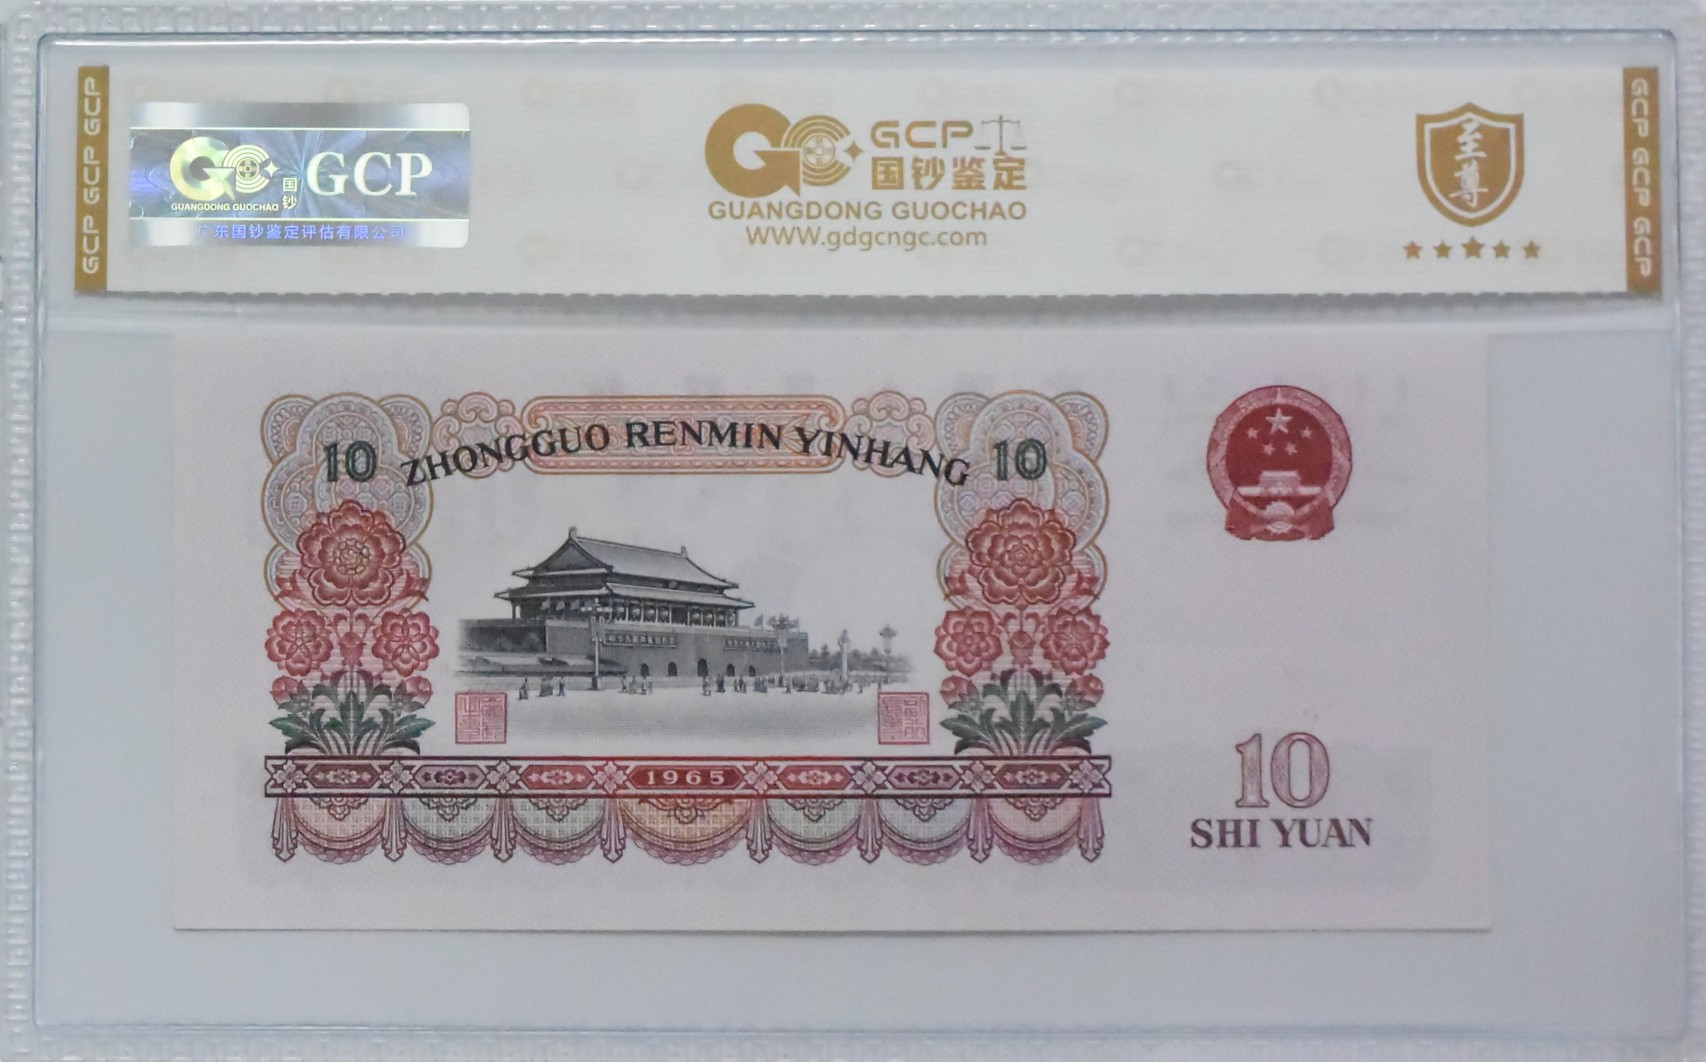 GCP GCP GCP
国钞
GCP
GUANGDONG GUOCHAO
广东国钞鉴定评估有限公司
GCP
国钞鉴定
GUANGDONG GUOCHAO
WWW.gdgcngc.com
至尊
GCP GCP GCP
10 ZHONGGUO RENMIN YINHANG 10
1965
10
SHI YUAN